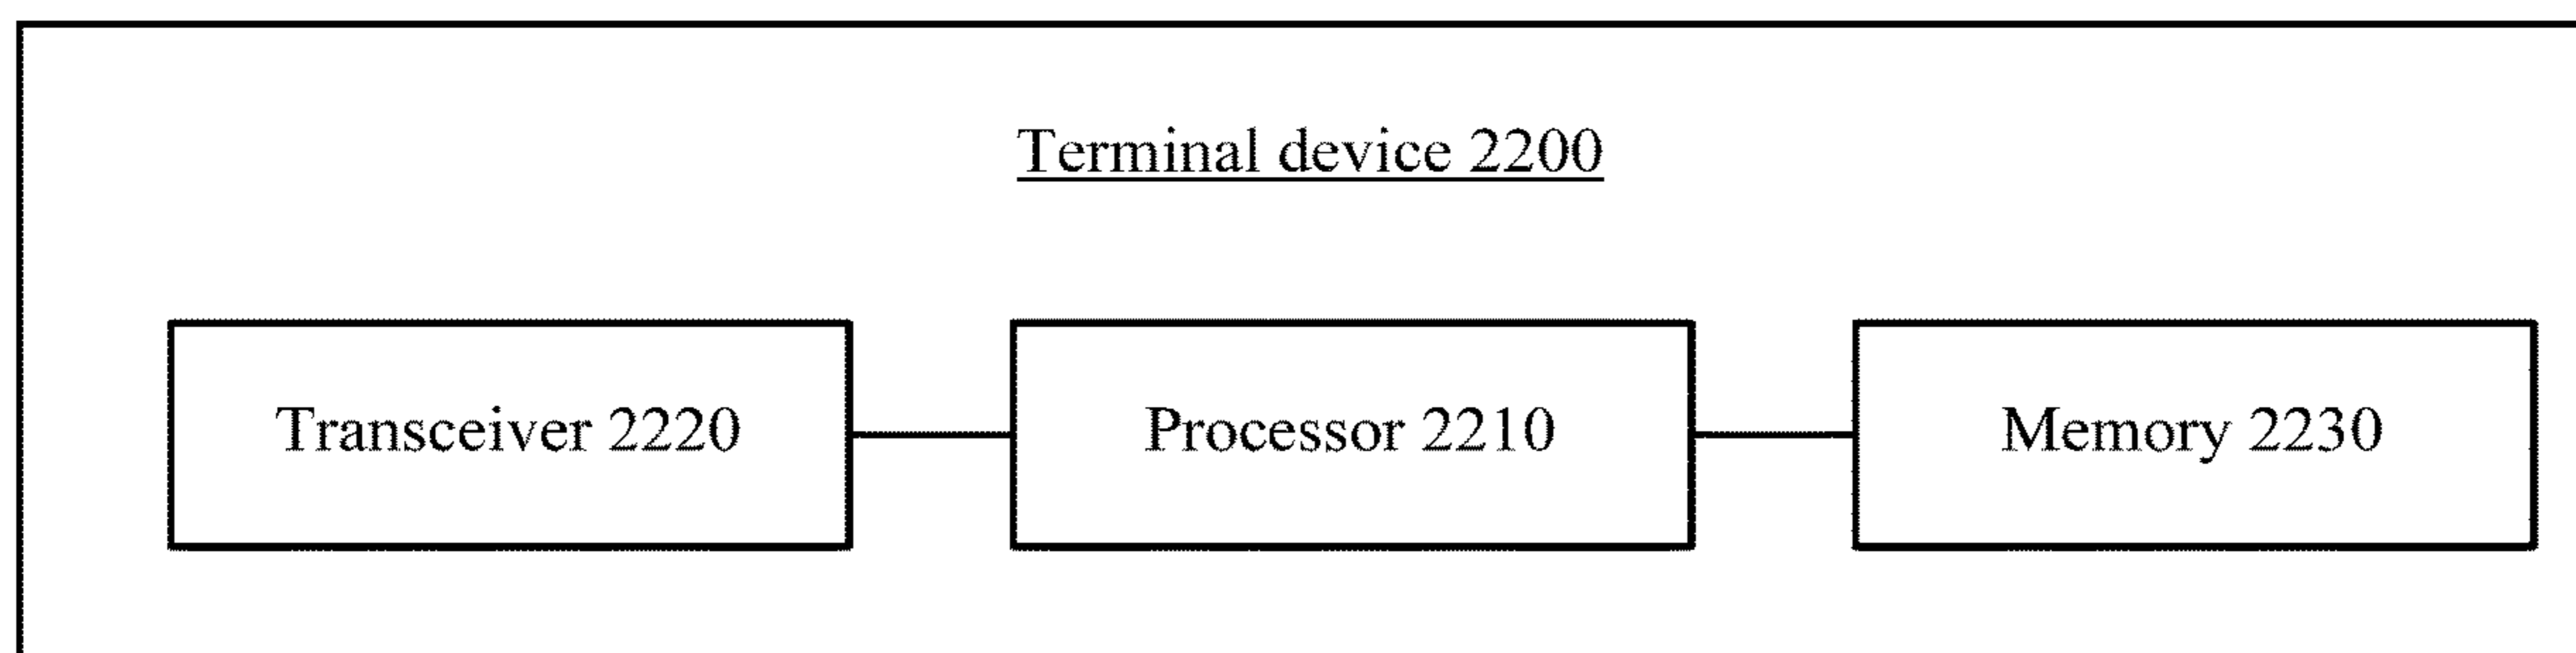 Terminal device 2200
Transceiver 2220
Processor 2210
Memory 2230